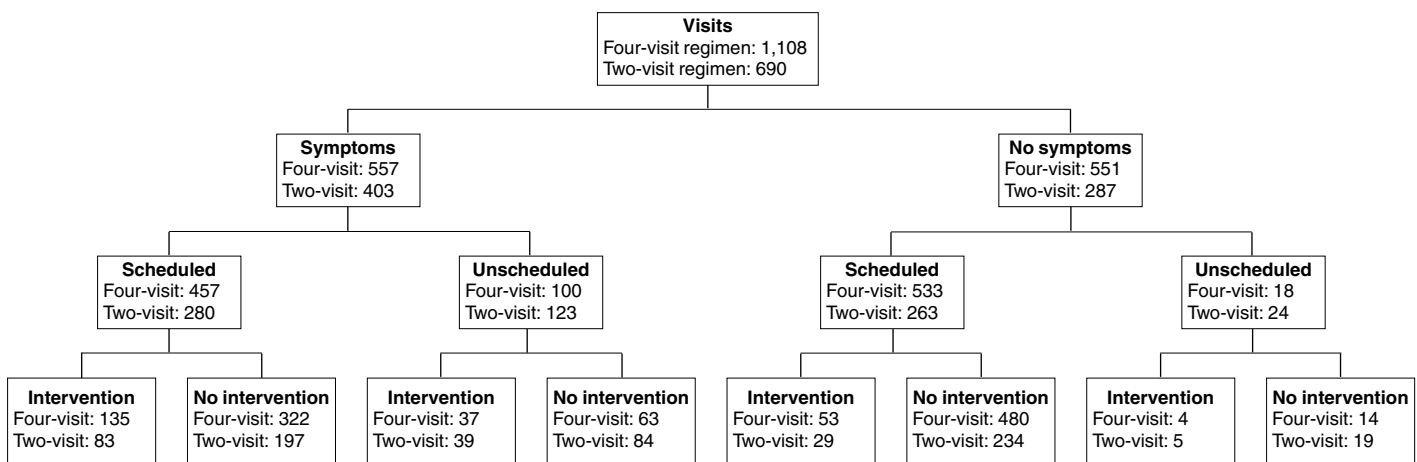 Visits
Four-visit regimen: 1,108
Two-visit regimen: 690
Symptoms
Four-visit: 557
Two-visit: 403
No symptoms
Four-visit: 551
Two-visit: 287
Scheduled
Four-visit: 457
Two-visit: 280
Unscheduled
Four-visit: 100
Two-visit: 123
Scheduled
Four-visit: 533
Two-visit: 263
Unscheduled
Four-visit: 18
Two-visit: 24
Intervention
Four-visit: 135
Two-visit: 83
No intervention
Four-visit: 322
Two-visit: 197
Intervention
Four-visit: 37
Two-visit: 39
No intervention
Four-visit: 63
Two-visit: 84
Intervention
Four-visit: 53
Two-visit: 29
No intervention
Four-visit: 480
Two-visit: 234
Intervention
Four-visit: 4
Two-visit: 5
No intervention
Four-visit: 14
Two-visit: 19